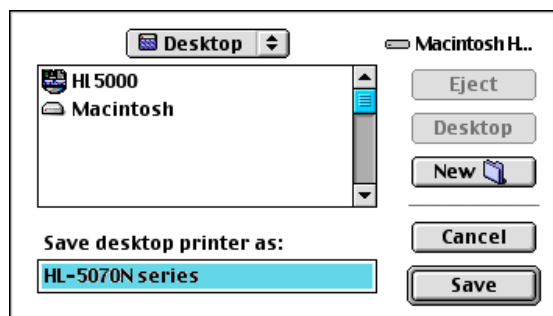 Desktop
Macintosh H...
HL5000
Macintosh
Eject
Desktop
New
Save desktop printer as:
HL-5070N series
Cancel
Save